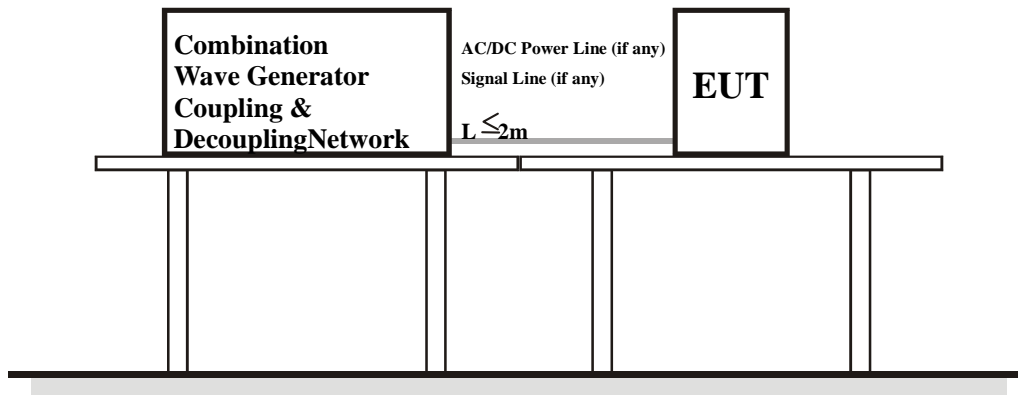 Combination
Wave Generator
Coupling &
DecouplingNetwork
AC/DC Power Line (if any)
Signal Line (if any)
L ≤2m
EUT